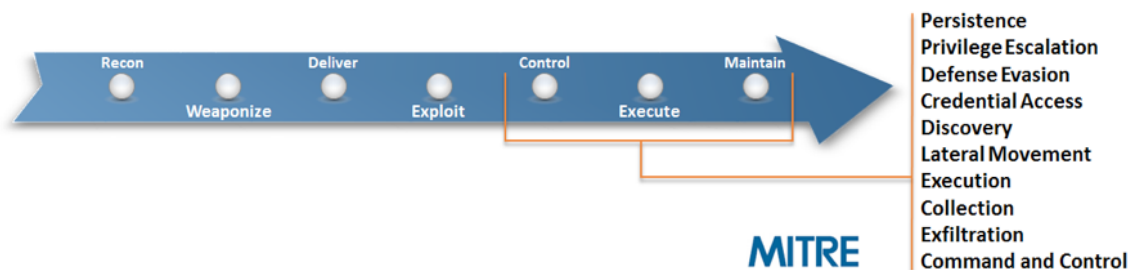 Recon
Weaponize
Deliver
Exploit
Control
Execute
Maintain
Persistence
Privilege Escalation
Defense Evasion
Credential Access
Discovery
Lateral Movement
Execution
Collection
Exfiltration
Command and Control
MITRE